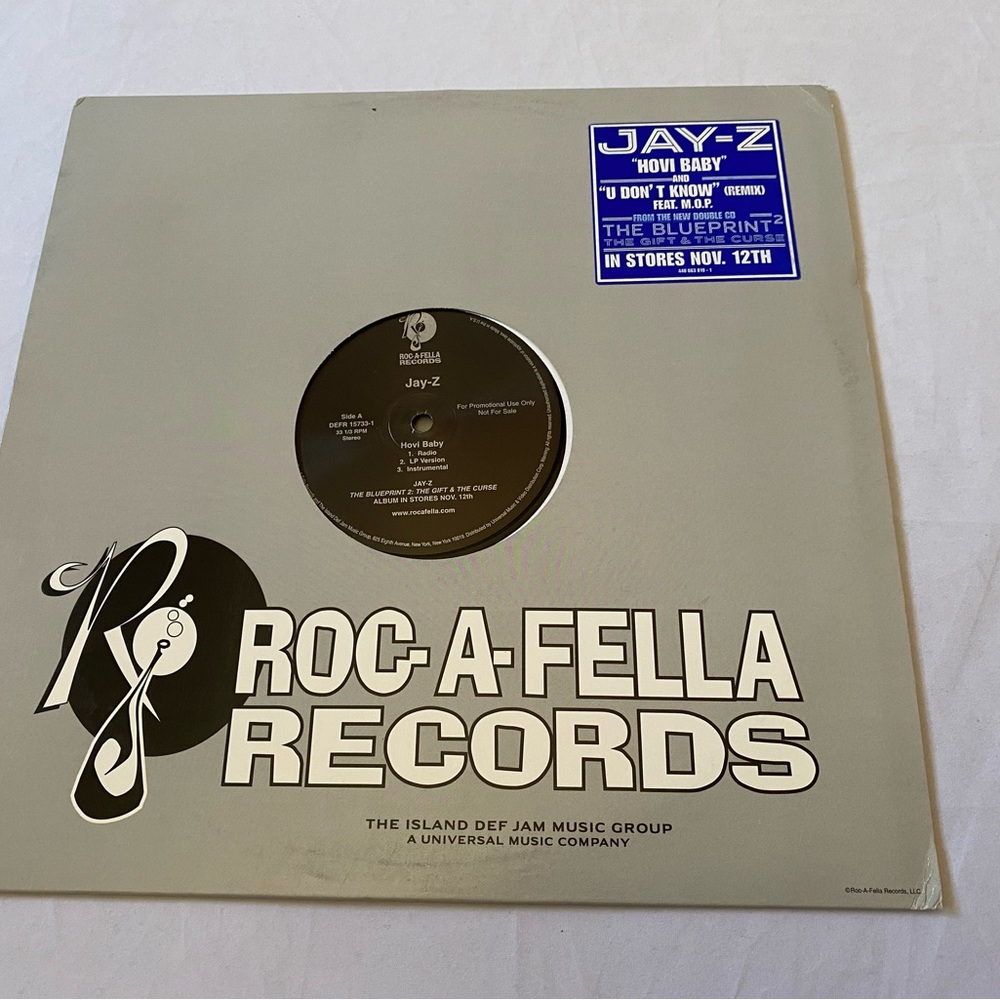 JAY-Z
"HOVI BABY"
AND
"U DON'T KNOW" (REMIX)
FEAT. M.O.P.
FROM THE NEW DOUBLE CD
THE BLUEPRINT²
THE GIFT & THE CURSE
IN STORES NOV. 12TH
ROC-A-FELLA
RECORDS
Jay-Z
For Promotional Use Only
Not For Sale
Side A
DEFR 15733-1
33 1/3 RPM
Stereo
Hovi Baby
1. Radio
2. LP Version
3. Instrumental
JAY-Z
THE BLUEPRINT 2: THE GIFT & THE CURSE
ALBUM IN STORES NOV. 12th
www.rocafella.com
ROC-A-FELLA
RECORDS
THE ISLAND DEF JAM MUSIC GROUP
A UNIVERSAL MUSIC COMPANY
©Roc-A-Fella Records, LLC